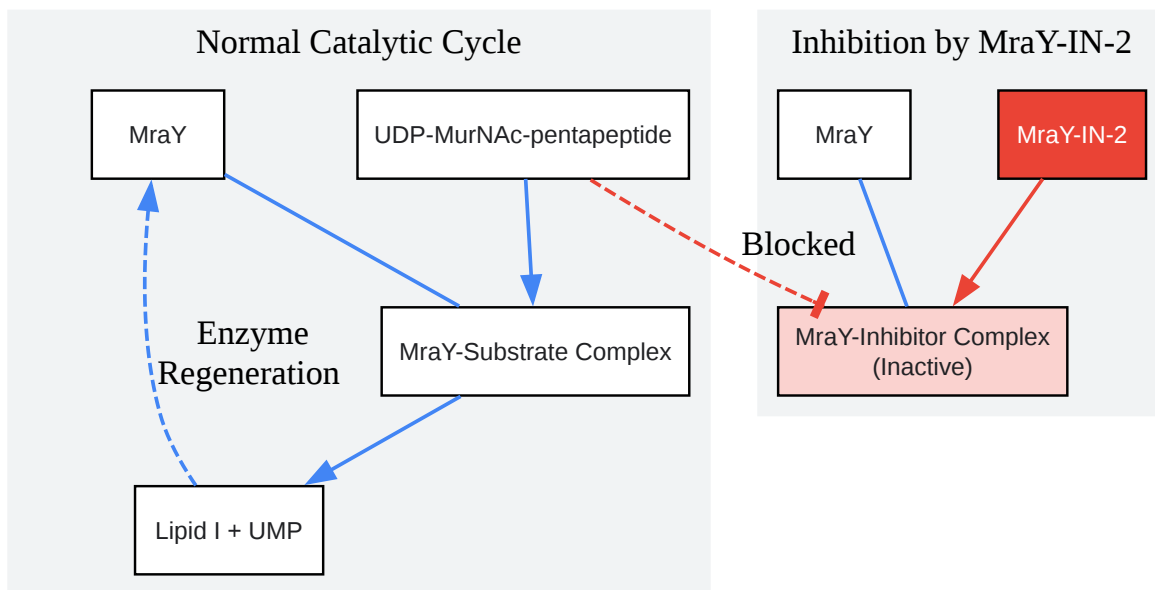 Normal Catalytic Cycle
MraY
UDP-MurNAc-pentapeptide
MraY-Substrate Complex
Enzyme
Regeneration
Lipid I + UMP
Inhibition by MraY-IN-2
MraY
MraY-IN-2
Blocked
MraY-Inhibitor Complex
(Inactive)